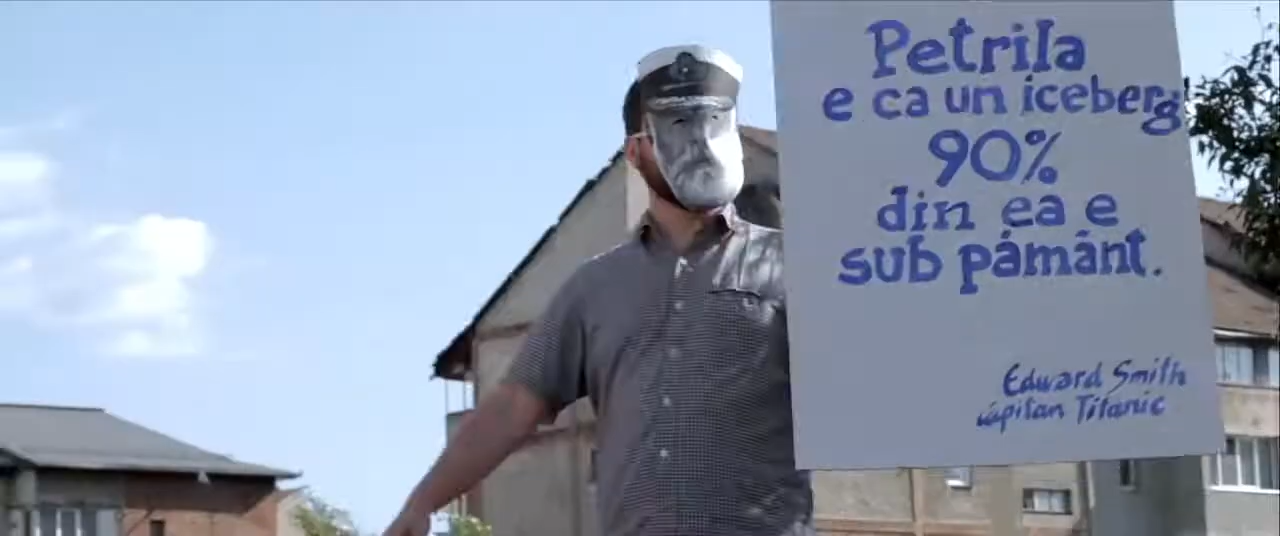 Petrila
e ca un iceberg
90%
din ea e
sub pământ.
Edward Smith
căpitan Titanic